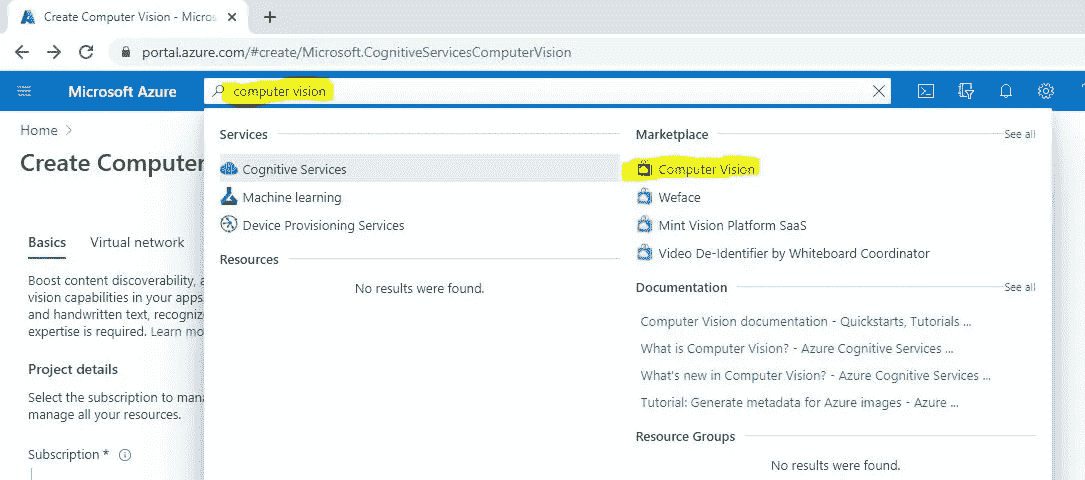 Create Computer Vision - Micros
portal.azure.com/#create/Microsoft.CognitiveServicesComputerVision
Microsoft Azure
computer vision
Home
Create Computer
Basics Virtual network
Boost content discoverability, a
vision capabilities in your apps
and handwritten text, recogniz
expertise is required. Learn mo
Project details
Select the subscription to mana
manage all your resources.
Subscription *
Services
Cognitive Services
Machine learning
Device Provisioning Services
Resources
No results were found.
Marketplace See all
Computer Vision
Weface
Mint Vision Platform SaaS
Video De-Identifier by Whiteboard Coordinator
Documentation See all
Computer Vision documentation - Quickstarts, Tutorials ...
What is Computer Vision? - Azure Cognitive Services ...
What's new in Computer Vision? - Azure Cognitive Services ...
Tutorial: Generate metadata for Azure images - Azure ...
Resource Groups
No results were found.